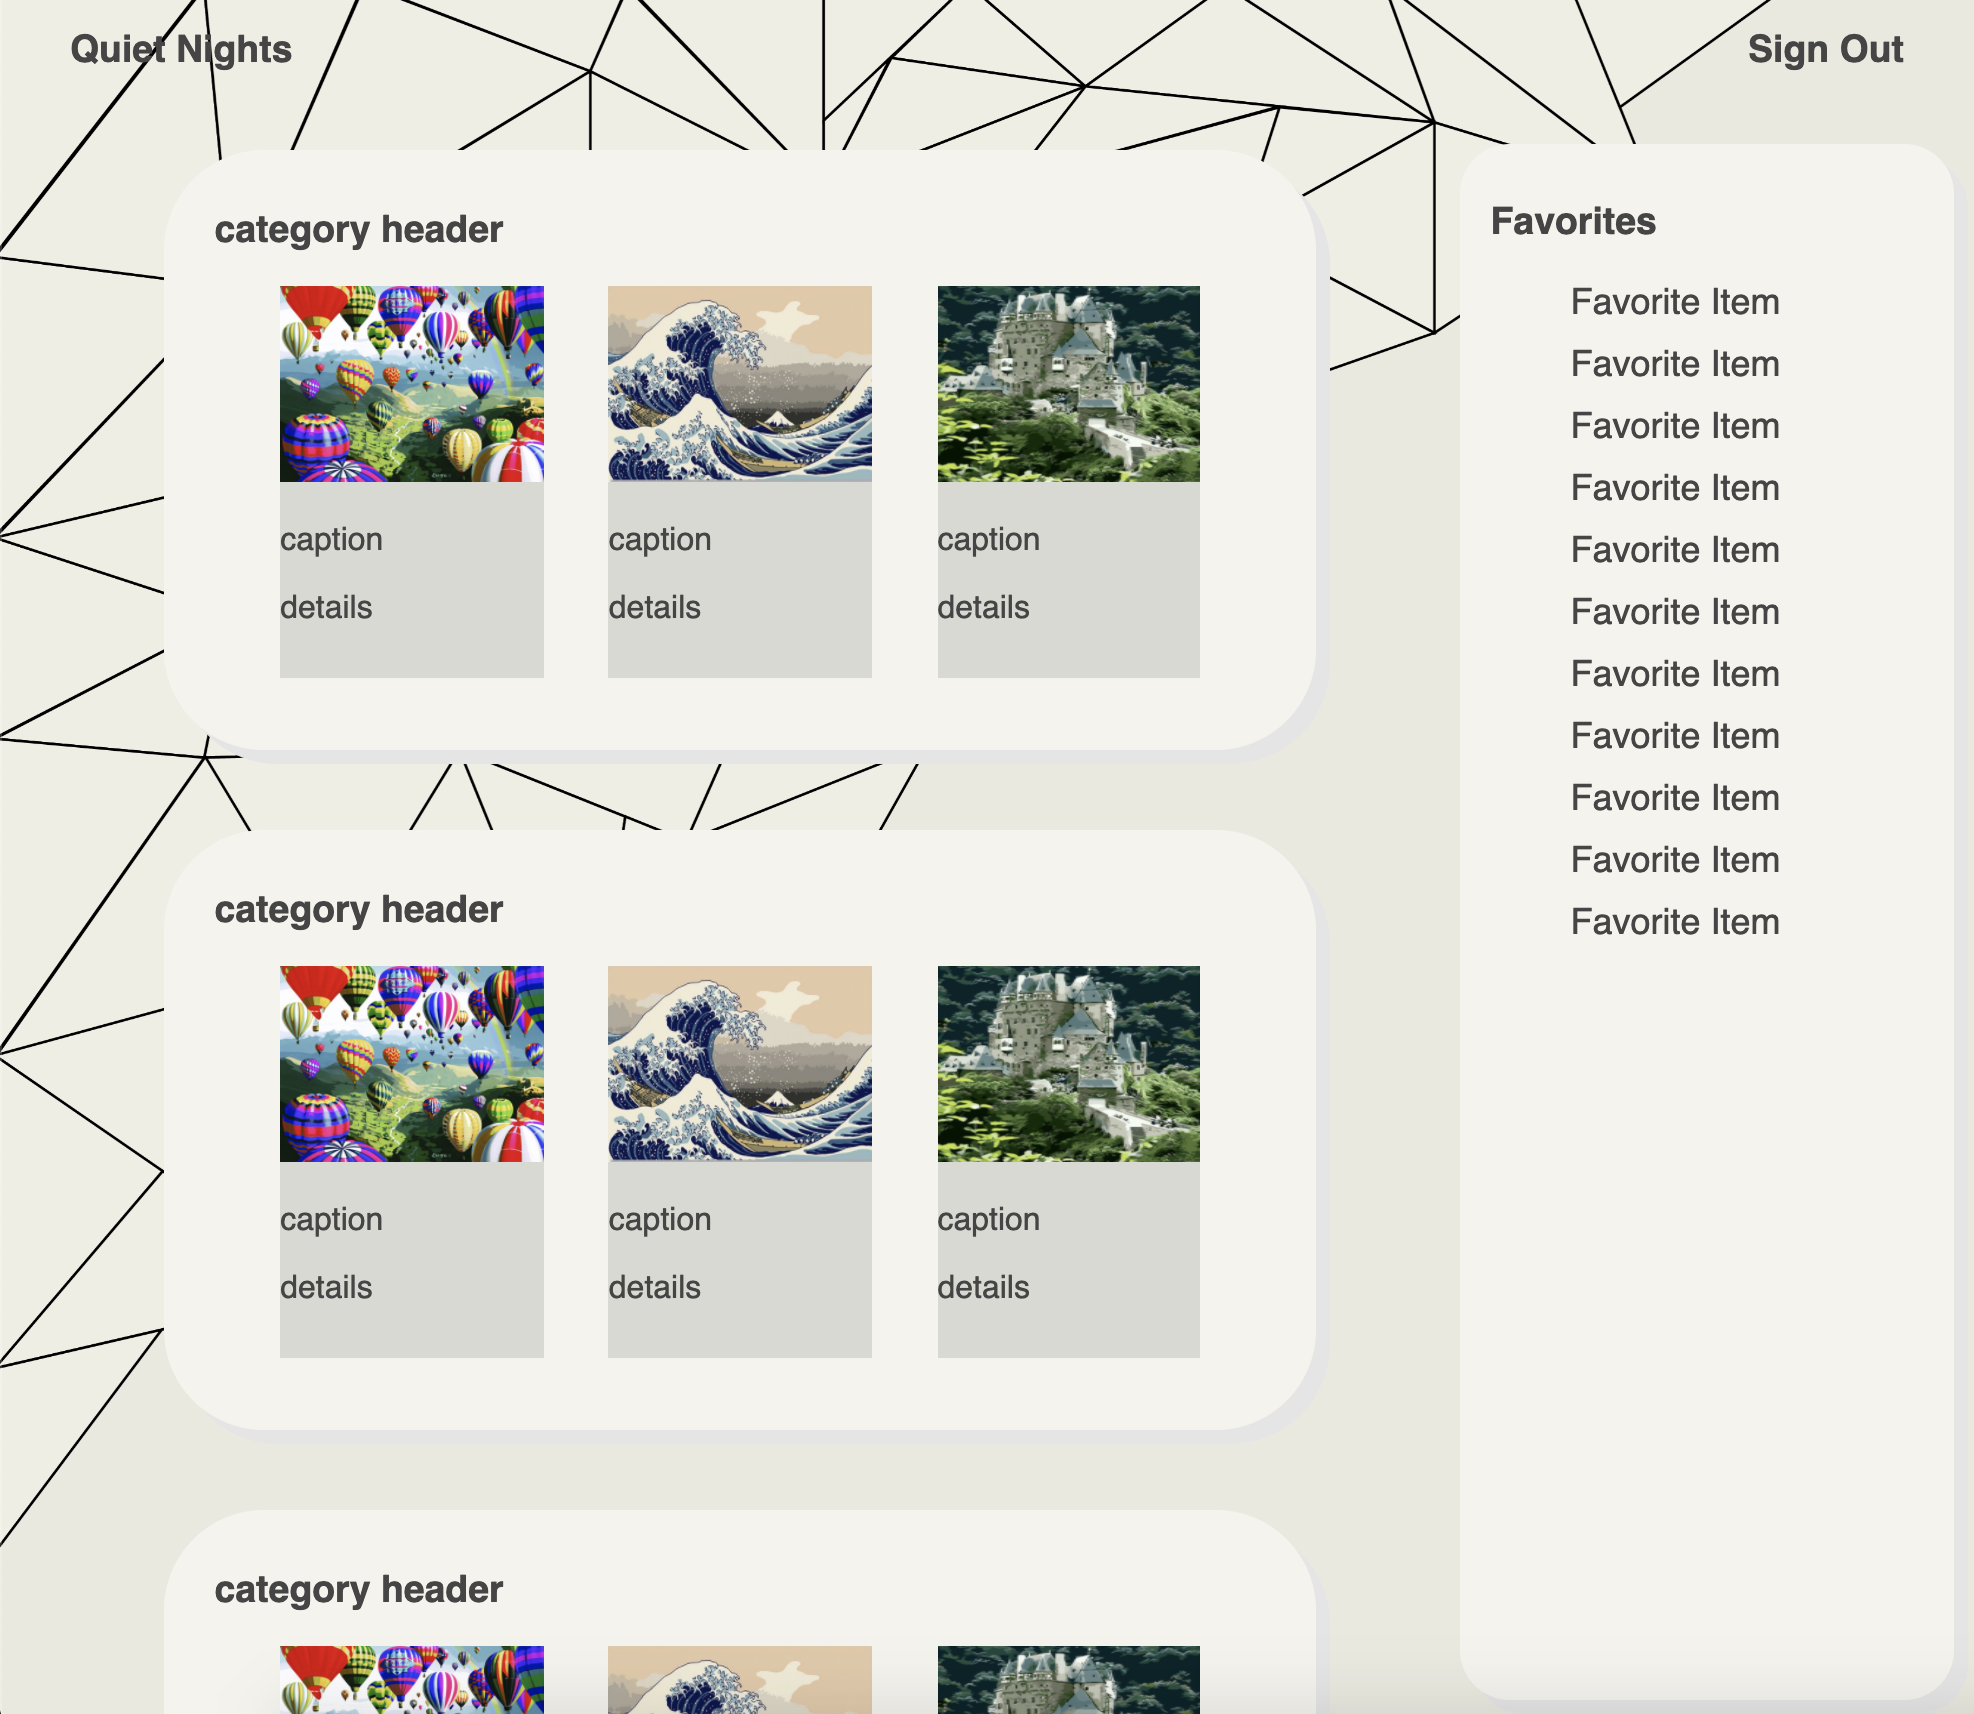 Quiet Nights
Sign Out
category header
caption
caption
caption
details
details
details
category header
caption
caption
caption
details
details
details
category header
Favorites
Favorite Item
Favorite Item
Favorite Item
Favorite Item
Favorite Item
Favorite Item
Favorite Item
Favorite Item
Favorite Item
Favorite Item
Favorite Item